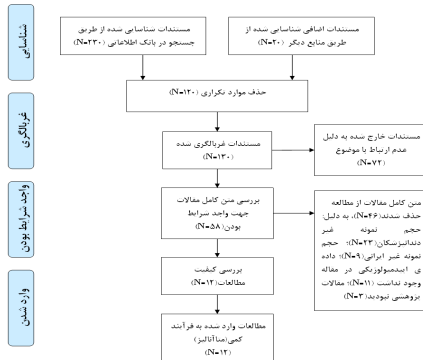 شناسایی
مستندات شناسایی شده از طریق
جستجو در بانک اطلاعاتی (N=۲۳۰)
مستندات اضافی شناسایی شده از
طریق منابع دیگر (N=۲۰)
حذف موارد تکراری (N=۱۲۰)
غربالگری
مستندات غربالگری شده
(N=۱۳۰)
مستندات خارج شده به دلیل
عدم ارتباط با موضوع
(N=۷۲)
واجد شرایط بودن
بررسی متن کامل مقالات
جهت واجد شرایط
بودن (N=۵۸)
متن کامل مقالات از مطالعه
حذف شدند (N=۴۶)، به دلیل:
حجم نمونه غیر
دندانپزشکان (N=۲۳)؛ حجم
نمونه غیر ایرانی (N=۹)؛ داده
ی اپیدمیولوژیکی در مقاله
وجود نداشت (N=۱۱)؛ مقالات
پژوهشی نبودند (N=۳)
بررسی کیفیت
مطالعات (N=۱۲)
وارد شدن
مطالعات وارد شده به فرآیند
کمی (متاآنالیز)
(N=۱۲)